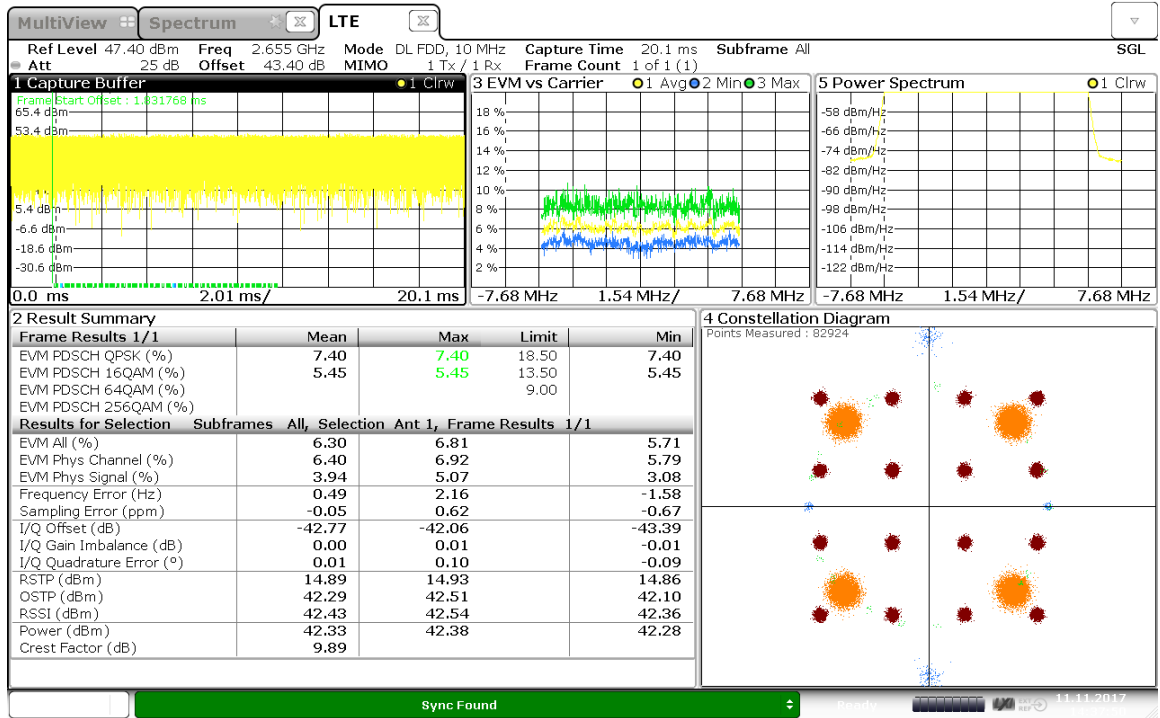 MultiView Spectrum LTE
Ref Level 47.40 dBm Freq 2.655 GHz Mode DL FDD, 10 MHz Capture Time 20.1 ms Subframe All SGL
Att 25 dB Offset 43.40 dB MIMO 1 Tx / 1 Rx Frame Count 1 of 1 (1)
1 Capture Buffer 1 Clrw
Frame Start Offset : 1.831768 ms
65.4 dBm
53.4 dBm
5.4 dBm
-6.6 dBm
-18.6 dBm
-30.6 dBm
0.0 ms 2.01 ms/ 20.1 ms
3 EVM vs Carrier 1 Avg 2 Min 3 Max
18 %
16 %
14 %
12 %
10 %
8 %
6 %
4 %
2 %
-7.68 MHz 1.54 MHz/ 7.68 MHz
5 Power Spectrum 1 Clrw
-58 dBm/Hz
-66 dBm/Hz
-74 dBm/Hz
-82 dBm/Hz
-90 dBm/Hz
-98 dBm/Hz
-106 dBm/Hz
-114 dBm/Hz
-122 dBm/Hz
-7.68 MHz 1.54 MHz/ 7.68 MHz
2 Result Summary
Frame Results 1/1 Mean Max Limit Min
EVM PDSCH QPSK (%) 7.40 7.40 18.50 7.40
EVM PDSCH 16QAM (%) 5.45 5.45 13.50 5.45
EVM PDSCH 64QAM (%) 9.00
EVM PDSCH 256QAM (%)
Results for Selection Subframes All, Selection Ant 1, Frame Results 1/1
EVM All (%) 6.30 6.81 5.71
EVM Phys Channel (%) 6.40 6.92 5.79
EVM Phys Signal (%) 3.94 5.07 3.08
Frequency Error (Hz) 0.49 2.16 -1.58
Sampling Error (ppm) -0.05 0.62 -0.67
I/Q Offset (dB) -42.77 -42.06 -43.39
I/Q Gain Imbalance (dB) 0.00 0.01 -0.01
I/Q Quadrature Error (º) 0.01 0.10 -0.09
RSTP (dBm) 14.89 14.93 14.86
OSTP (dBm) 42.29 42.51 42.10
RSSI (dBm) 42.43 42.54 42.36
Power (dBm) 42.33 42.38 42.28
Crest Factor (dB) 9.89
4 Constellation Diagram
Points Measured : 82924
Sync Found
Ready
LXI
11.11.2017